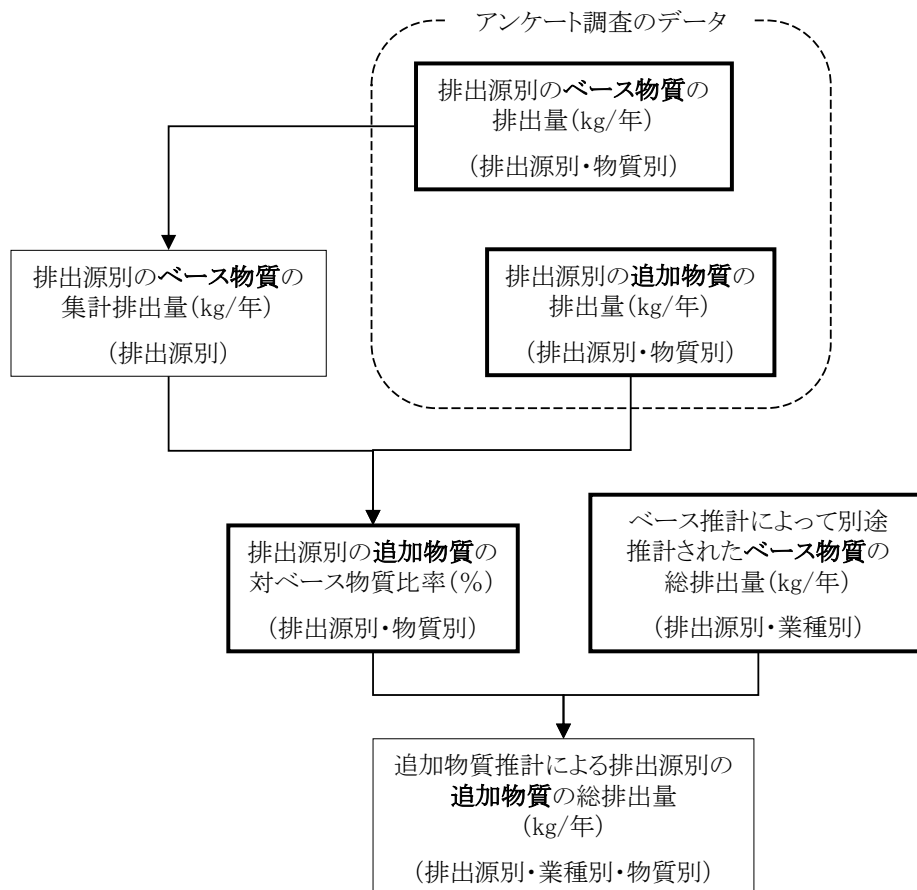 アンケート調査のデータ
排出源別のベース物質の
排出量(kg/年)
(排出源別・物質別)
排出源別のベース物質の
集計排出量(kg/年)
(排出源別)
排出源別の追加物質の
排出量(kg/年)
(排出源別・物質別)
排出源別の追加物質の
対ベース物質比率(%)
(排出源別・物質別)
ベース推計によって別途
推計されたベース物質の
総排出量(kg/年)
(排出源別・業種別)
追加物質推計による排出源別の
追加物質の総排出量
(kg/年)
(排出源別・業種別・物質別)